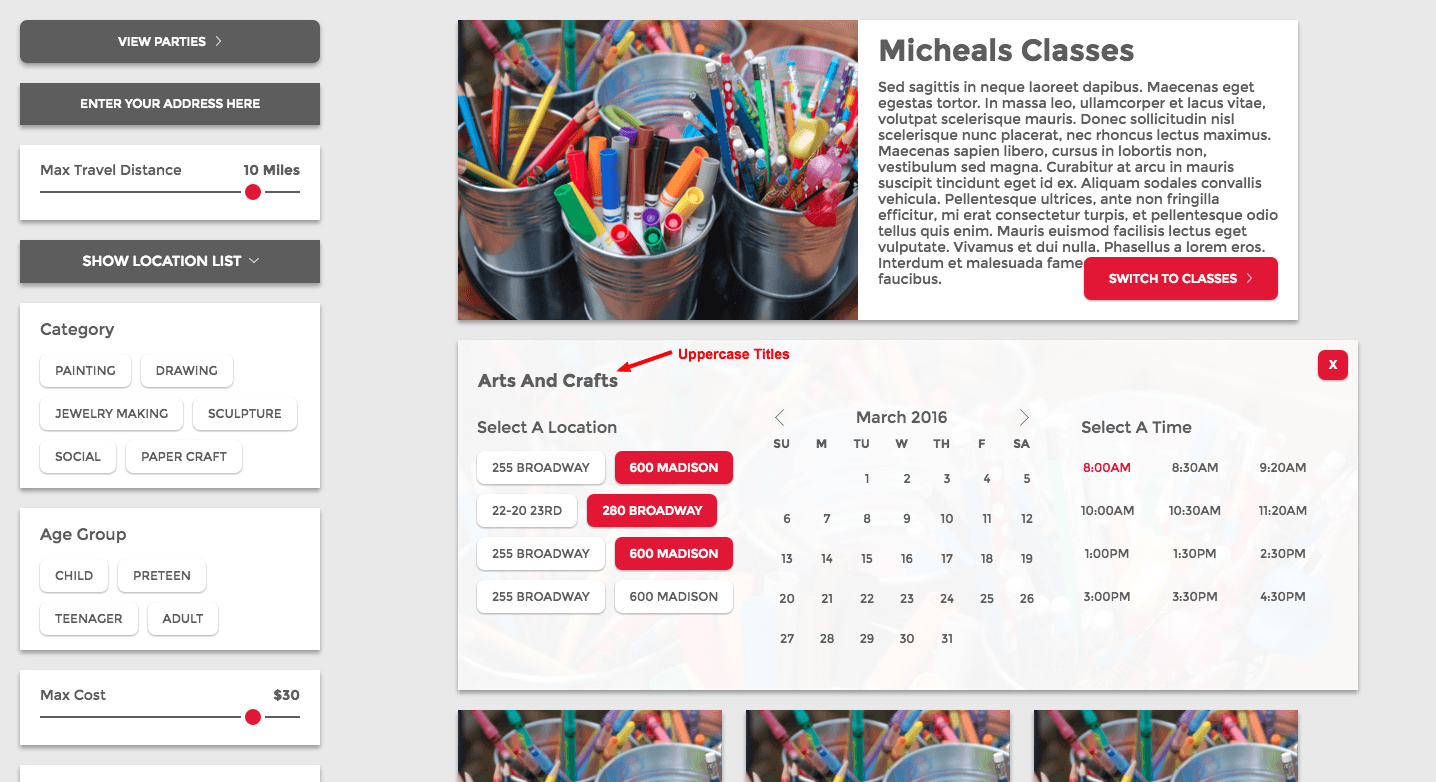 VIEW PARTIES
ENTER YOUR ADDRESS HERE
Max Travel Distance 10 Miles
SHOW LOCATION LIST
Category
PAINTING DRAWING
JEWELRY MAKING SCULPTURE
SOCIAL PAPER CRAFT
Age Group
CHILD PRETEEN
TEENAGER ADULT
Max Cost $30
Micheals Classes
Sed sagittis in neque laoreet dapibus. Maecenas eget
egestas tortor. In massa leo, ullamcorper et lacus vitae,
volutpat scelerisque mauris. Donec sollicitudin nisl
scelerisque nunc placerat, nec rhoncus lectus maximus.
Maecenas sapien libero, cursus in lobortis non,
vestibulum sed magna. Curabitur at arcu in mauris
suscipit tincidunt eget id ex. Aliquam sodales convallis
vehicula. Pellentesque ultrices, ante non fringilla
efficitur, mi erat consectetur turpis, et pellentesque odio
tellus quis enim. Mauris euismod facilisis lectus eget
vulputate. Vivamus et dui nulla. Phasellus a lorem eros.
Interdum et malesuada fame
faucibus.
SWITCH TO CLASSES
Uppercase Titles
X
Arts And Crafts
Select A Location
255 BROADWAY 600 MADISON
22-20 23RD 280 BROADWAY
255 BROADWAY 600 MADISON
255 BROADWAY 600 MADISON
March 2016
SU M TU W TH F SA
1 2 3 4 5
6 7 8 9 10 11 12
13 14 15 16 17 18 19
20 21 22 23 24 25 26
27 28 29 30 31
Select A Time
8:00AM 8:30AM 9:20AM
10:00AM 10:30AM 11:20AM
1:00PM 1:30PM 2:30PM
3:00PM 3:30PM 4:30PM